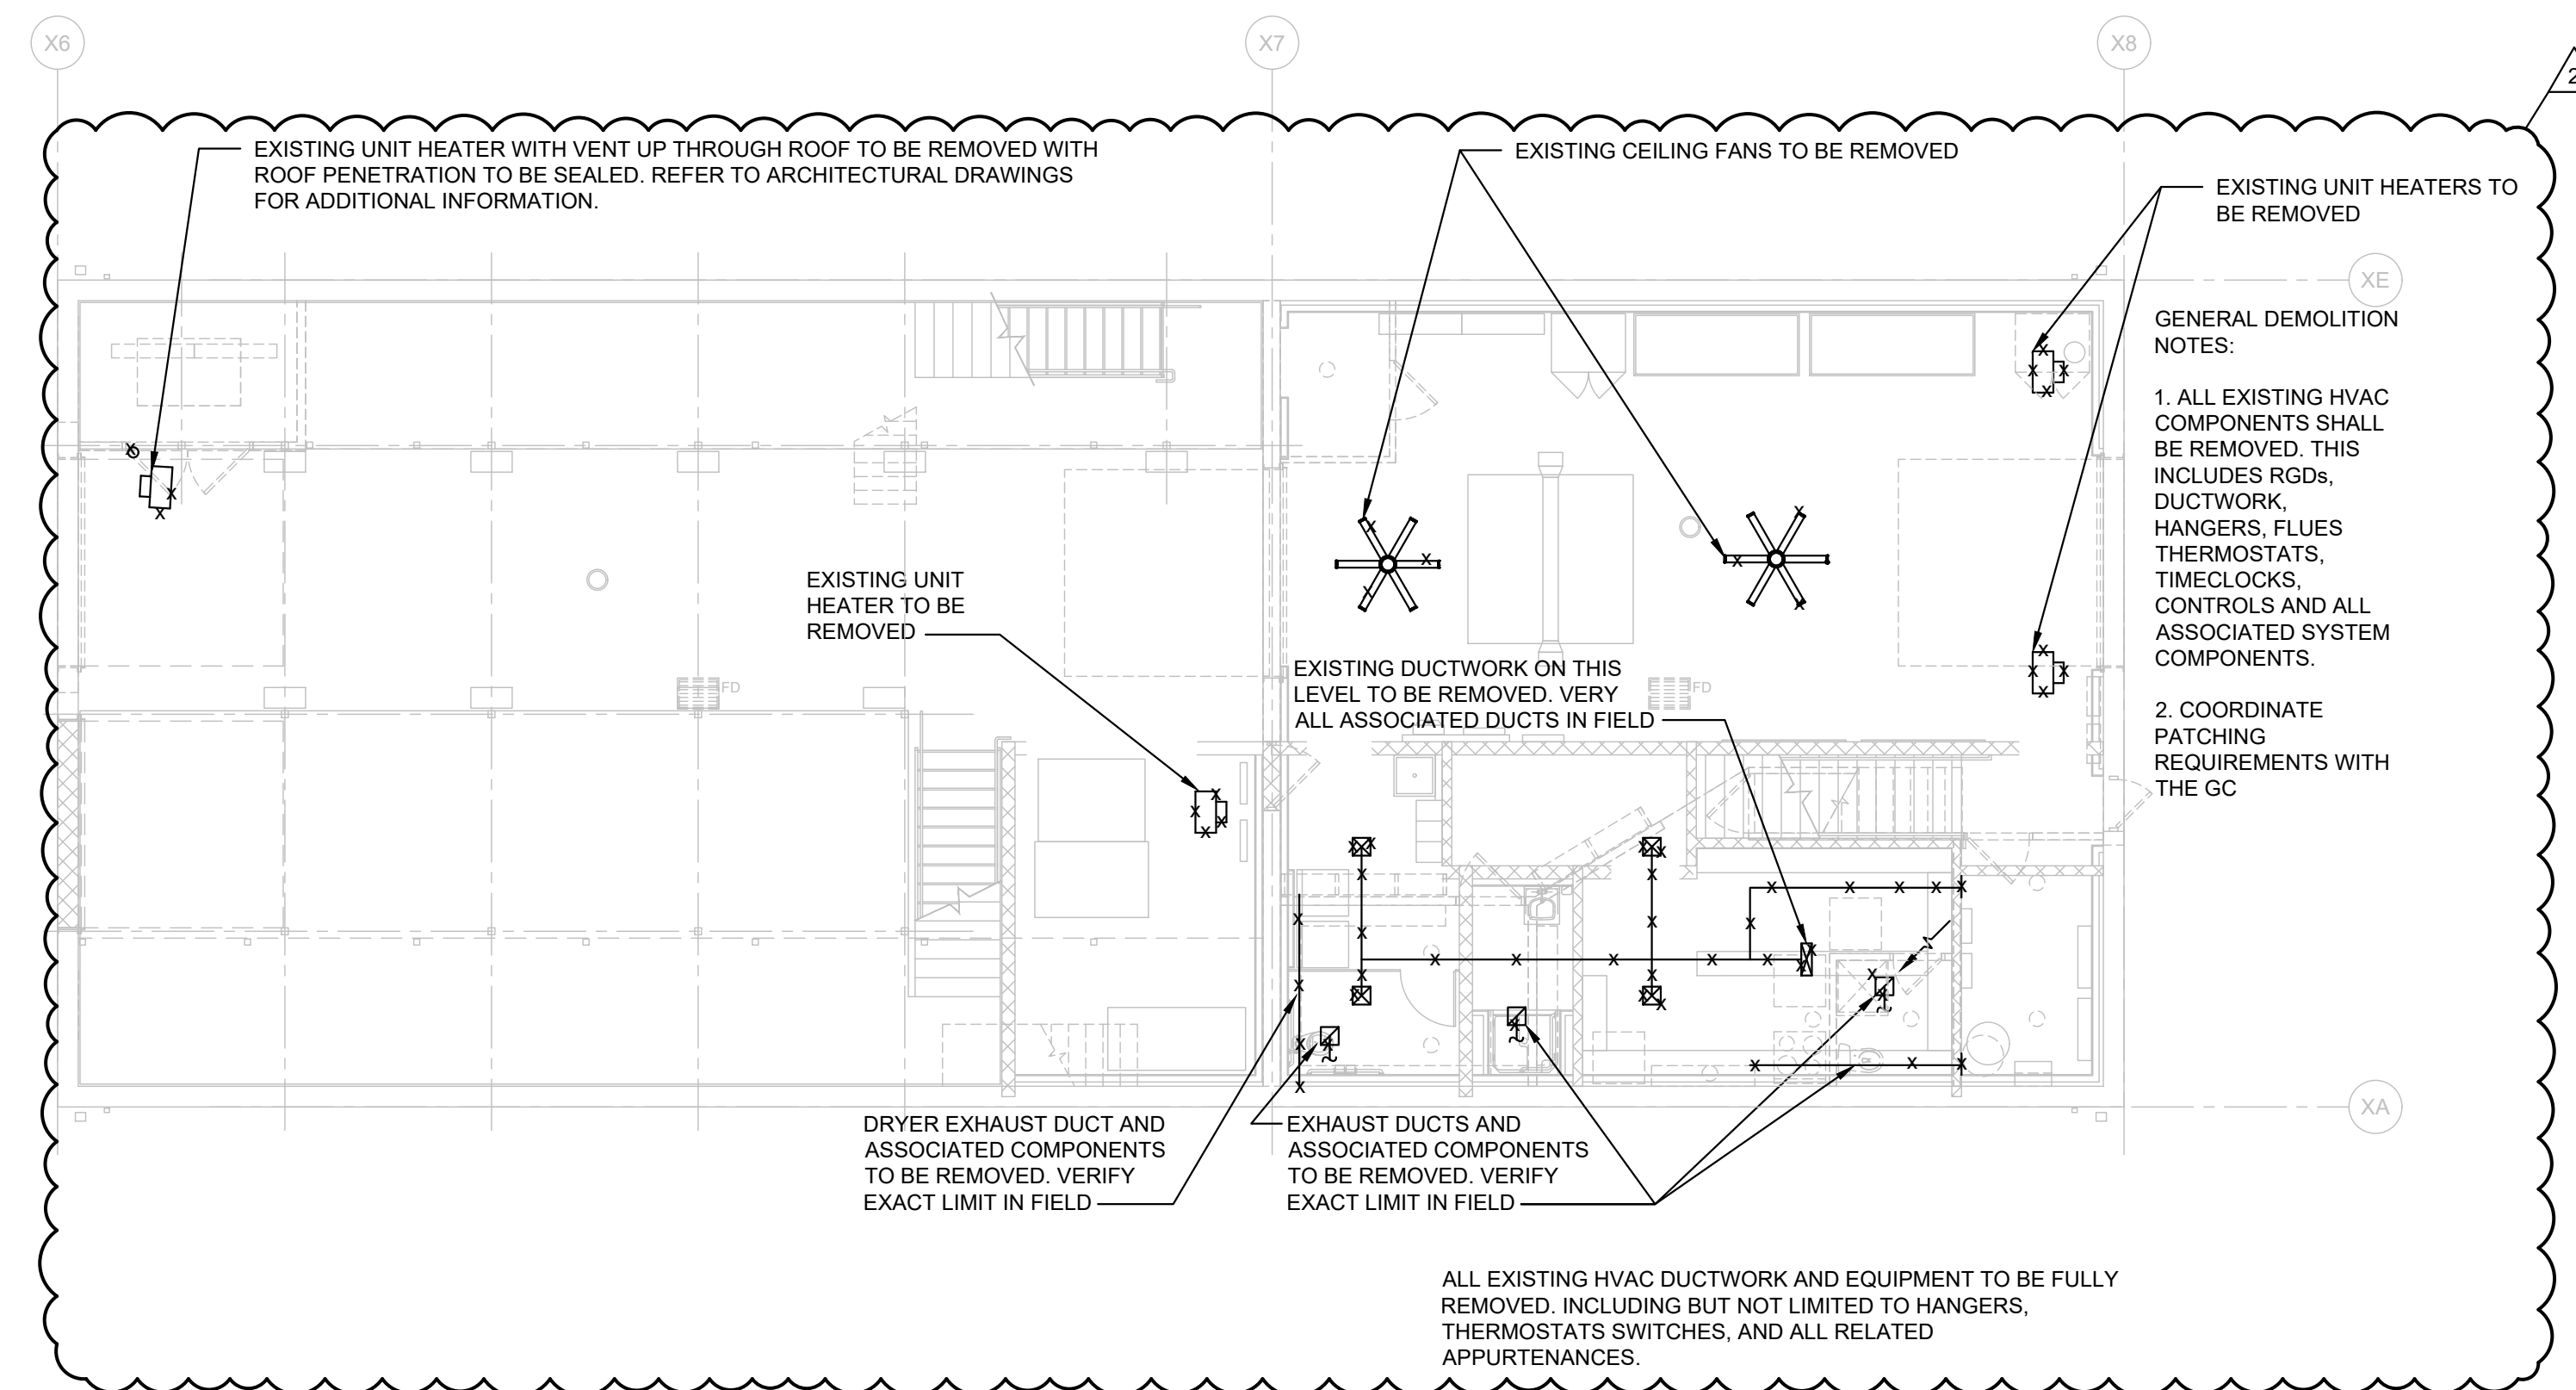 X6
X7
X8
2
EXISTING UNIT HEATER WITH VENT UP THROUGH ROOF TO BE REMOVED WITH
ROOF PENETRATION TO BE SEALED. REFER TO ARCHITECTURAL DRAWINGS
FOR ADDITIONAL INFORMATION.
EXISTING CEILING FANS TO BE REMOVED
EXISTING UNIT HEATERS TO
BE REMOVED
XE
GENERAL DEMOLITION
NOTES:
1. ALL EXISTING HVAC
COMPONENTS SHALL
BE REMOVED. THIS
INCLUDES RGDs,
DUCTWORK,
HANGERS, FLUES
THERMOSTATS,
TIMECLOCKS,
CONTROLS AND ALL
ASSOCIATED SYSTEM
COMPONENTS.
2. COORDINATE
PATCHING
REQUIREMENTS WITH
THE GC
EXISTING UNIT
HEATER TO BE
REMOVED
EXISTING DUCTWORK ON THIS
LEVEL TO BE REMOVED. VERY
ALL ASSOCIATED DUCTS IN FIELD
FD
FD
XA
DRYER EXHAUST DUCT AND
ASSOCIATED COMPONENTS
TO BE REMOVED. VERIFY
EXACT LIMIT IN FIELD
EXHAUST DUCTS AND
ASSOCIATED COMPONENTS
TO BE REMOVED. VERIFY
EXACT LIMIT IN FIELD
ALL EXISTING HVAC DUCTWORK AND EQUIPMENT TO BE FULLY
REMOVED. INCLUDING BUT NOT LIMITED TO HANGERS,
THERMOSTATS SWITCHES, AND ALL RELATED
APPURTENANCES.